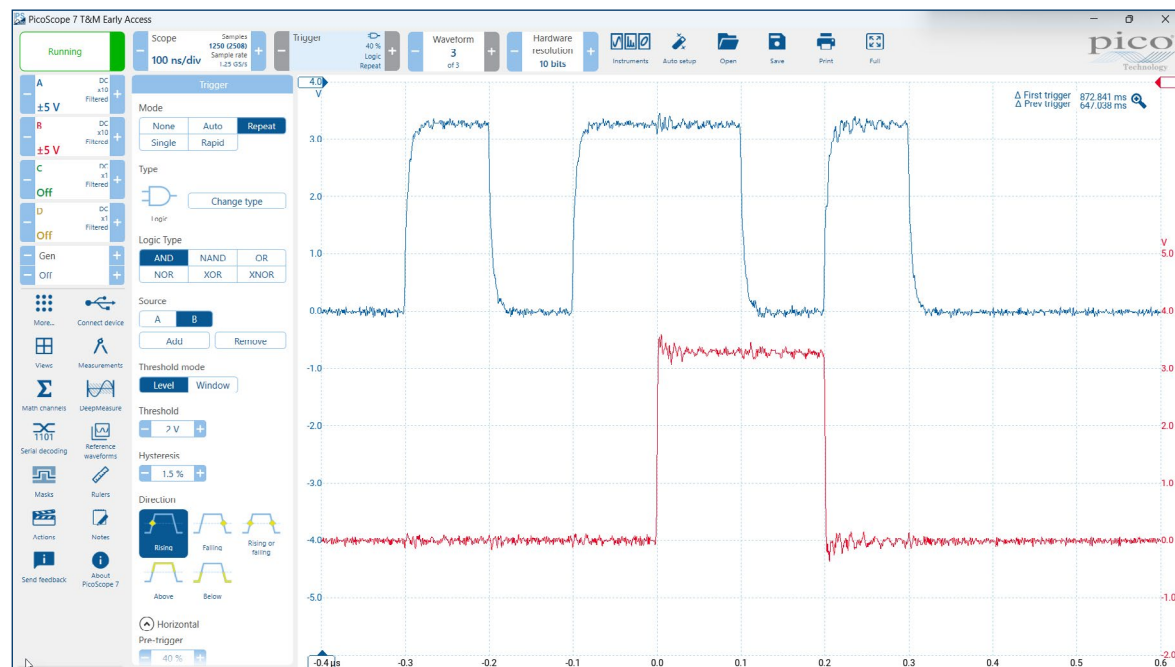 PicoScope 7 T&M Early Access
Running
Scope
100 ns/div
Samples
1250 (2508)
Sample rate
1.25 GS/s
Trigger
40 %
Logic
Repeat
Waveform
3
of 3
Hardware
resolution
10 bits
Instruments
Auto setup
Open
Save
Print
Full
pico
Technology
A
DC
x10
Filtered
±5 V
B
DC
x10
Filtered
±5 V
C
DC
x1
Filtered
Off
D
DC
x1
Filtered
Off
Gen
Off
More...
Connect device
Views
Measurements
Math channels
DeepMeasure
Serial decoding
Reference
waveforms
Masks
Rulers
Actions
Notes
Send feedback
About
PicoScope 7
Trigger
Mode
None Auto Repeat
Single Rapid
Type
Logic
Change type
Logic Type
AND NAND OR
NOR XOR XNOR
Source
A B
Add Remove
Threshold mode
Level Window
Threshold
2 V
Hysteresis
1.5 %
Direction
Rising
Falling
Rising or
falling
Above
Below
Horizontal
Pre-trigger
40 %
4.0
V
3.0
2.0
1.0
0.0
-1.0
-2.0
-3.0
-4.0
-5.0
Δ First trigger 872.841 ms
Δ Prev trigger 647.038 ms
V
5.0
4.0
3.0
2.0
1.0
0.0
-1.0
-2.0
-0.4 µs -0.3 -0.2 -0.1 0.0 0.1 0.2 0.3 0.4 0.5 0.6